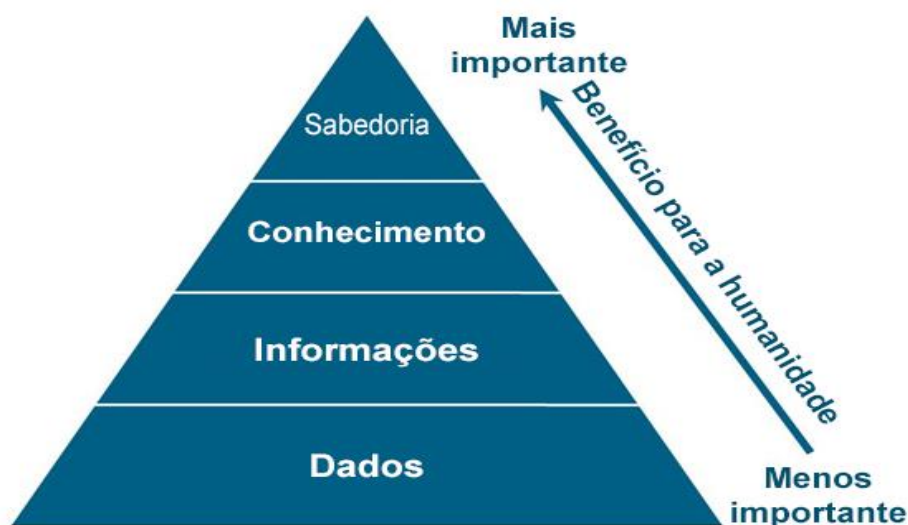 Mais
importante
Sabedoria
Benefício para a humanidade
Conhecimento
Informações
Dados
Menos
importante